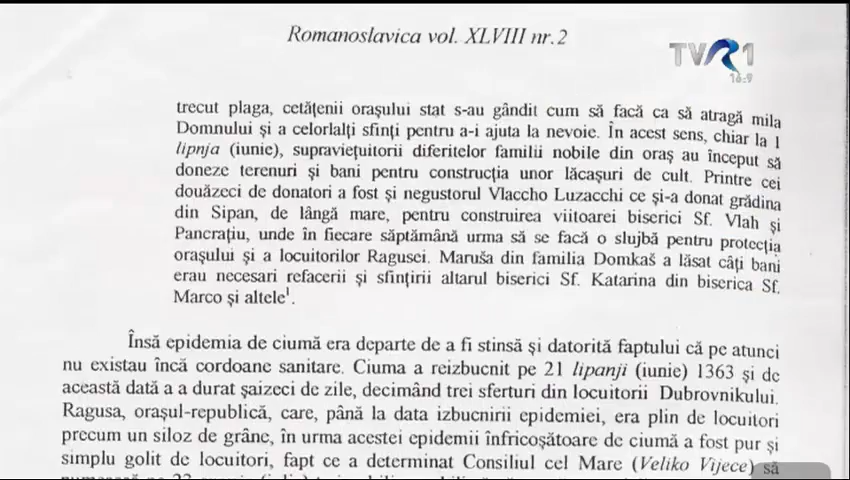 Romanoslavica vol. XLVIII nr.2
TVR1
16:9
trecut plaga, cetățenii orașului stat s-au gândit cum să facă ca să atragă mila
Domnului și a celorlalți sfinți pentru a-i ajuta la nevoie. În acest sens, chiar la 1
lipnja (iunie), supraviețuitorii diferitelor familii nobile din oraș au început să
doneze terenuri și bani pentru construcția unor lăcașuri de cult. Printre cei
douăzeci de donatori a fost și negustorul Vlaccho Luzacchi ce și-a donat grădina
din Sipan, de lângă mare, pentru construirea viitoarei biserici Sf. Vlah și
Pancrațiu, unde în fiecare săptămână urma să se facă o slujbă pentru protecția
orașului și a locuitorilor Ragusei. Maruša din familia Domkaš a lăsat câți bani
erau necesari refacerii și sfințirii altarul biserici Sf. Katarina din biserica Sf.
Marco și altele¹.
Însă epidemia de ciumă era departe de a fi stinsă și datorită faptului că pe atunci
nu existau încă cordoane sanitare. Ciuma a reizbucnit pe 21 lipanji (iunie) 1363 și de
această dată a a durat șaizeci de zile, decimând trei sferturi din locuitorii Dubrovnikului.
Ragusa, orașul-republică, care, până la data izbucnirii epidemiei, era plin de locuitori
precum un siloz de grâne, în urma acestei epidemii înfricoșătoare de ciumă a fost pur și
simplu golit de locuitori, fapt ce a determinat Consiliul cel Mare (Veliko Vijece) să